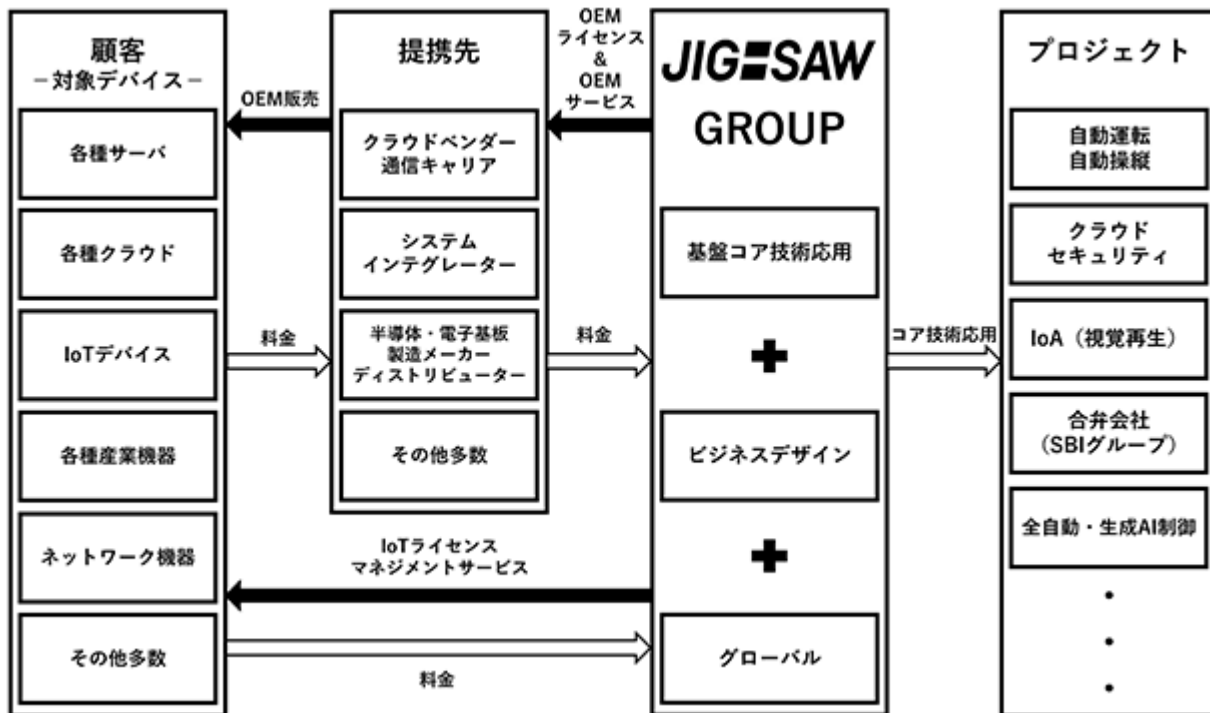 顧客
－対象デバイス－
各種サーバ
各種クラウド
IoTデバイス
各種産業機器
ネットワーク機器
その他多数
OEM販売
料金
提携先
クラウドベンダー
通信キャリア
システム
インテグレーター
半導体・電子基板
製造メーカー
ディストリビューター
その他多数
OEM
ライセンス
&
OEM
サービス
料金
IoTライセンス
マネジメントサービス
料金
JIG-SAW
GROUP
基盤コア技術応用
+
ビジネスデザイン
+
グローバル
コア技術応用
プロジェクト
自動運転
自動操縦
クラウド
セキュリティ
IoA（視覚再生）
合弁会社
（SBIグループ）
全自動・生成AI制御
・
・
・